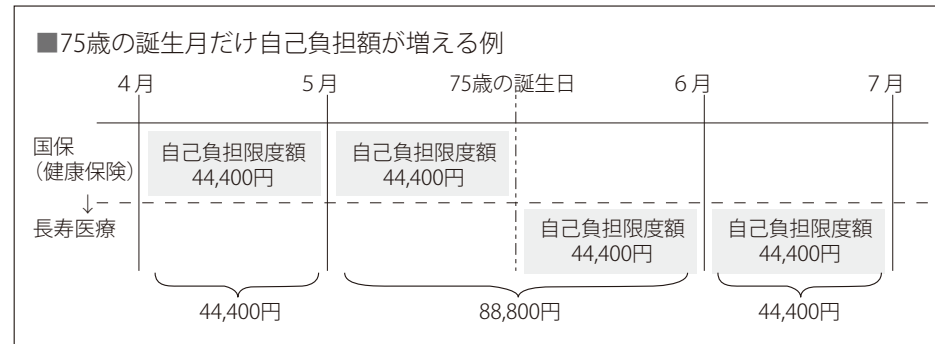 ■75歳の誕生月だけ自己負担額が増える例
4月 5月 75歳の誕生日 6月 7月
国保
（健康保険）
↓
長寿医療
自己負担限度額
44,400円
自己負担限度額
44,400円
自己負担限度額
44,400円
自己負担限度額
44,400円
44,400円 88,800円 44,400円